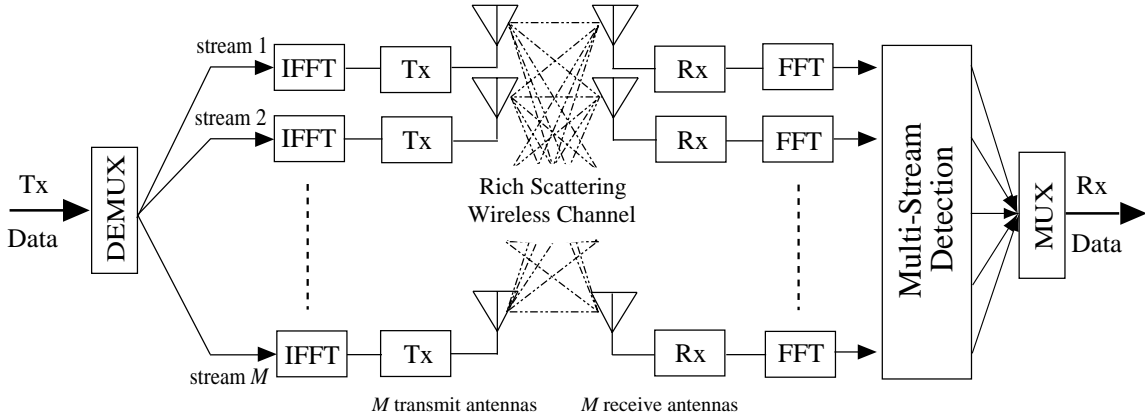 stream 1
IFFT
Tx
Rx
FFT
stream 2
IFFT
Tx
Rx
FFT
Tx
Data
DEMUX
Rich Scattering
Wireless Channel
Multi-Stream
Detection
MUX
Rx
Data
stream M
IFFT
Tx
Rx
FFT
M transmit antennas
M receive antennas